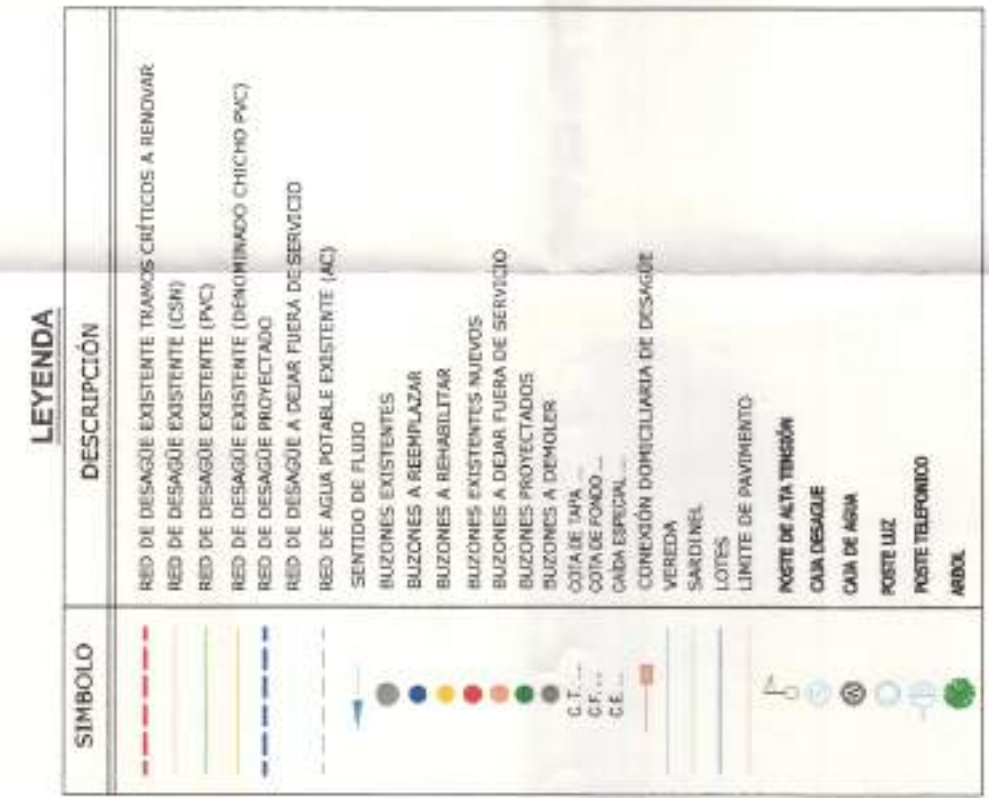 LEYENDA
SIMBOLO DESCRIPCIÓN
RED DE DESAGÜE EXISTENTE TRAMOS CRÍTICOS A RENOVAR
RED DE DESAGÜE EXISTENTE (CSN)
RED DE DESAGÜE EXISTENTE (PVC)
RED DE DESAGÜE EXISTENTE (DENOMINADO CHICHO PVC)
RED DE DESAGÜE PROYECTADO
RED DE DESAGÜE A DEJAR FUERA DE SERVICIO
RED DE AGUA POTABLE EXISTENTE (AC)
SENTIDO DE FLUJO
BUZONES EXISTENTES
BUZONES A REEMPLAZAR
BUZONES A REHABILITAR
BUZONES EXISTENTES NUEVOS
BUZONES A DEJAR FUERA DE SERVICIO
BUZONES PROYECTADOS
BUZONES A DEMOLER
C.T. ... COTA DE TAPA ...
C.F. ... COTA DE FONDO ...
C.E. ... CAIDA ESPECIAL ...
CONEXIÓN DOMICILIARIA DE DESAGÜE
VEREDA
SARDINEL
LOTES
LIMITE DE PAVIMENTO
POSTE DE ALTA TENSIÓN
CAJA DESAGUE
CAJA DE AGUA
POSTE LUZ
POSTE TELEFONICO
ARBOL